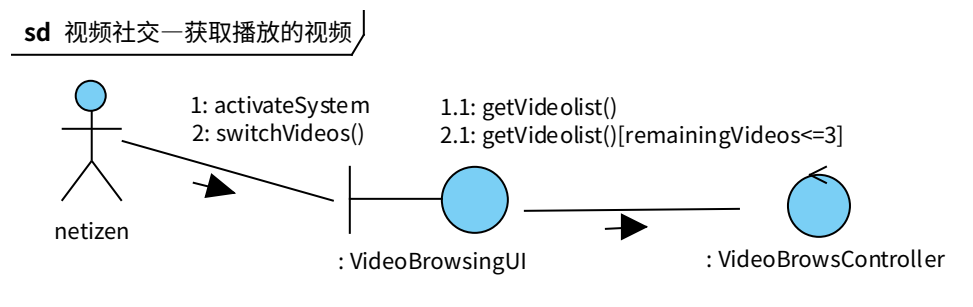 sd 视频社交—获取播放的视频
1: activateSystem
2: switchVideos()
1.1: getVideolist()
2.1: getVideolist()[remainingVideos<=3]
netizen
: VideoBrowsingUI
: VideoBrowsController